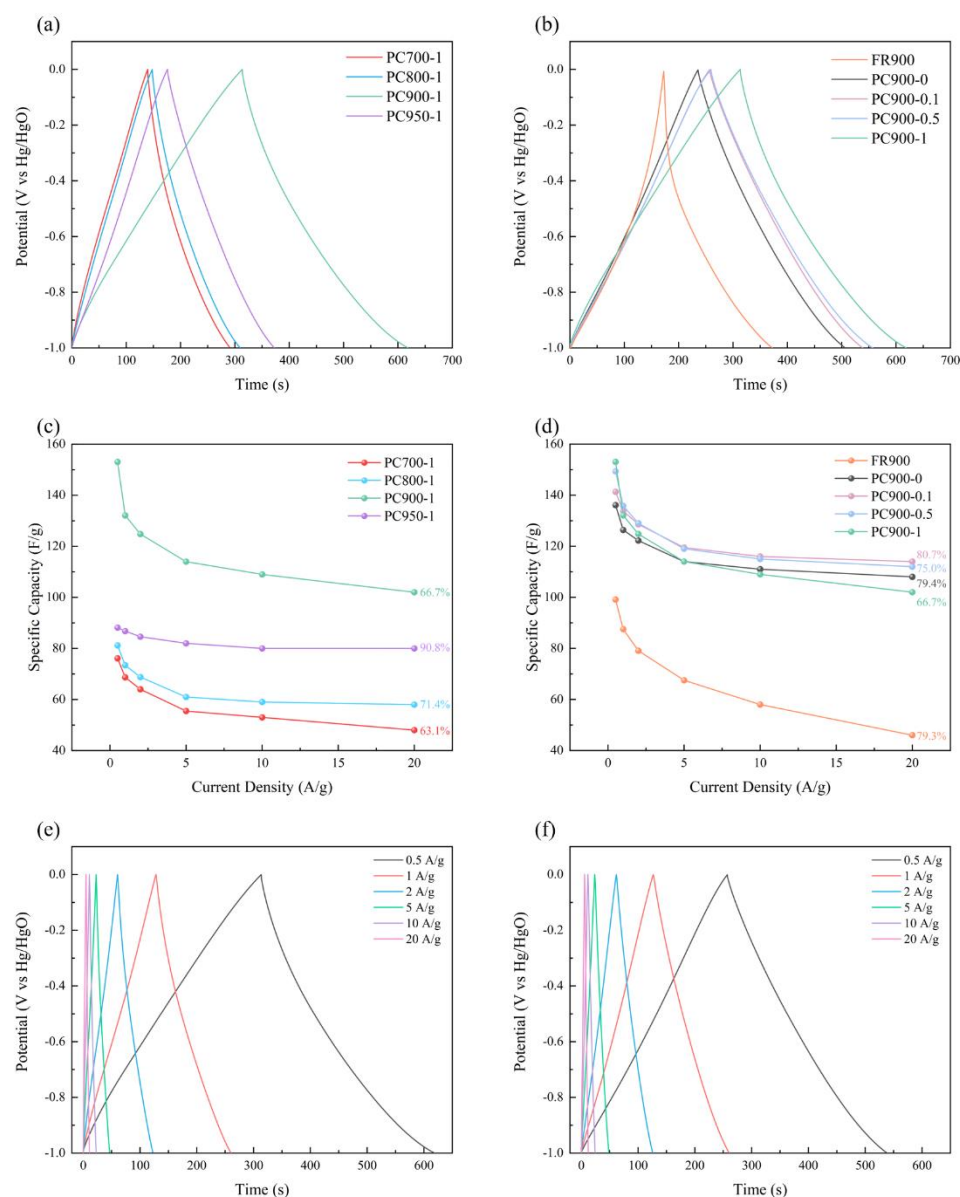 (a)
PC700-1
PC800-1
PC900-1
PC950-1
0.0
-0.2
-0.4
-0.6
-0.8
-1.0
Potential (V vs Hg/HgO)
0 100 200 300 400 500 600 700
Time (s)
(b)
FR900
PC900-0
PC900-0.1
PC900-0.5
PC900-1
0.0
-0.2
-0.4
-0.6
-0.8
-1.0
Potential (V vs Hg/HgO)
0 100 200 300 400 500 600 700
Time (s)
(c)
PC700-1
PC800-1
PC900-1
PC950-1
160
140
120
100
80
60
40
Specific Capacity (F/g)
66.7%
90.8%
71.4%
63.1%
0 5 10 15 20
Current Density (A/g)
(d)
FR900
PC900-0
PC900-0.1
PC900-0.5
PC900-1
160
140
120
100
80
60
40
Specific Capacity (F/g)
80.7%
75.0%
79.4%
66.7%
79.3%
0 5 10 15 20
Current Density (A/g)
(e)
0.5 A/g
1 A/g
2 A/g
5 A/g
10 A/g
20 A/g
0.0
-0.2
-0.4
-0.6
-0.8
-1.0
Potential (V vs Hg/HgO)
0 100 200 300 400 500 600
Time (s)
(f)
0.5 A/g
1 A/g
2 A/g
5 A/g
10 A/g
20 A/g
0.0
-0.2
-0.4
-0.6
-0.8
-1.0
Potential (V vs Hg/HgO)
0 100 200 300 400 500 600
Time (s)